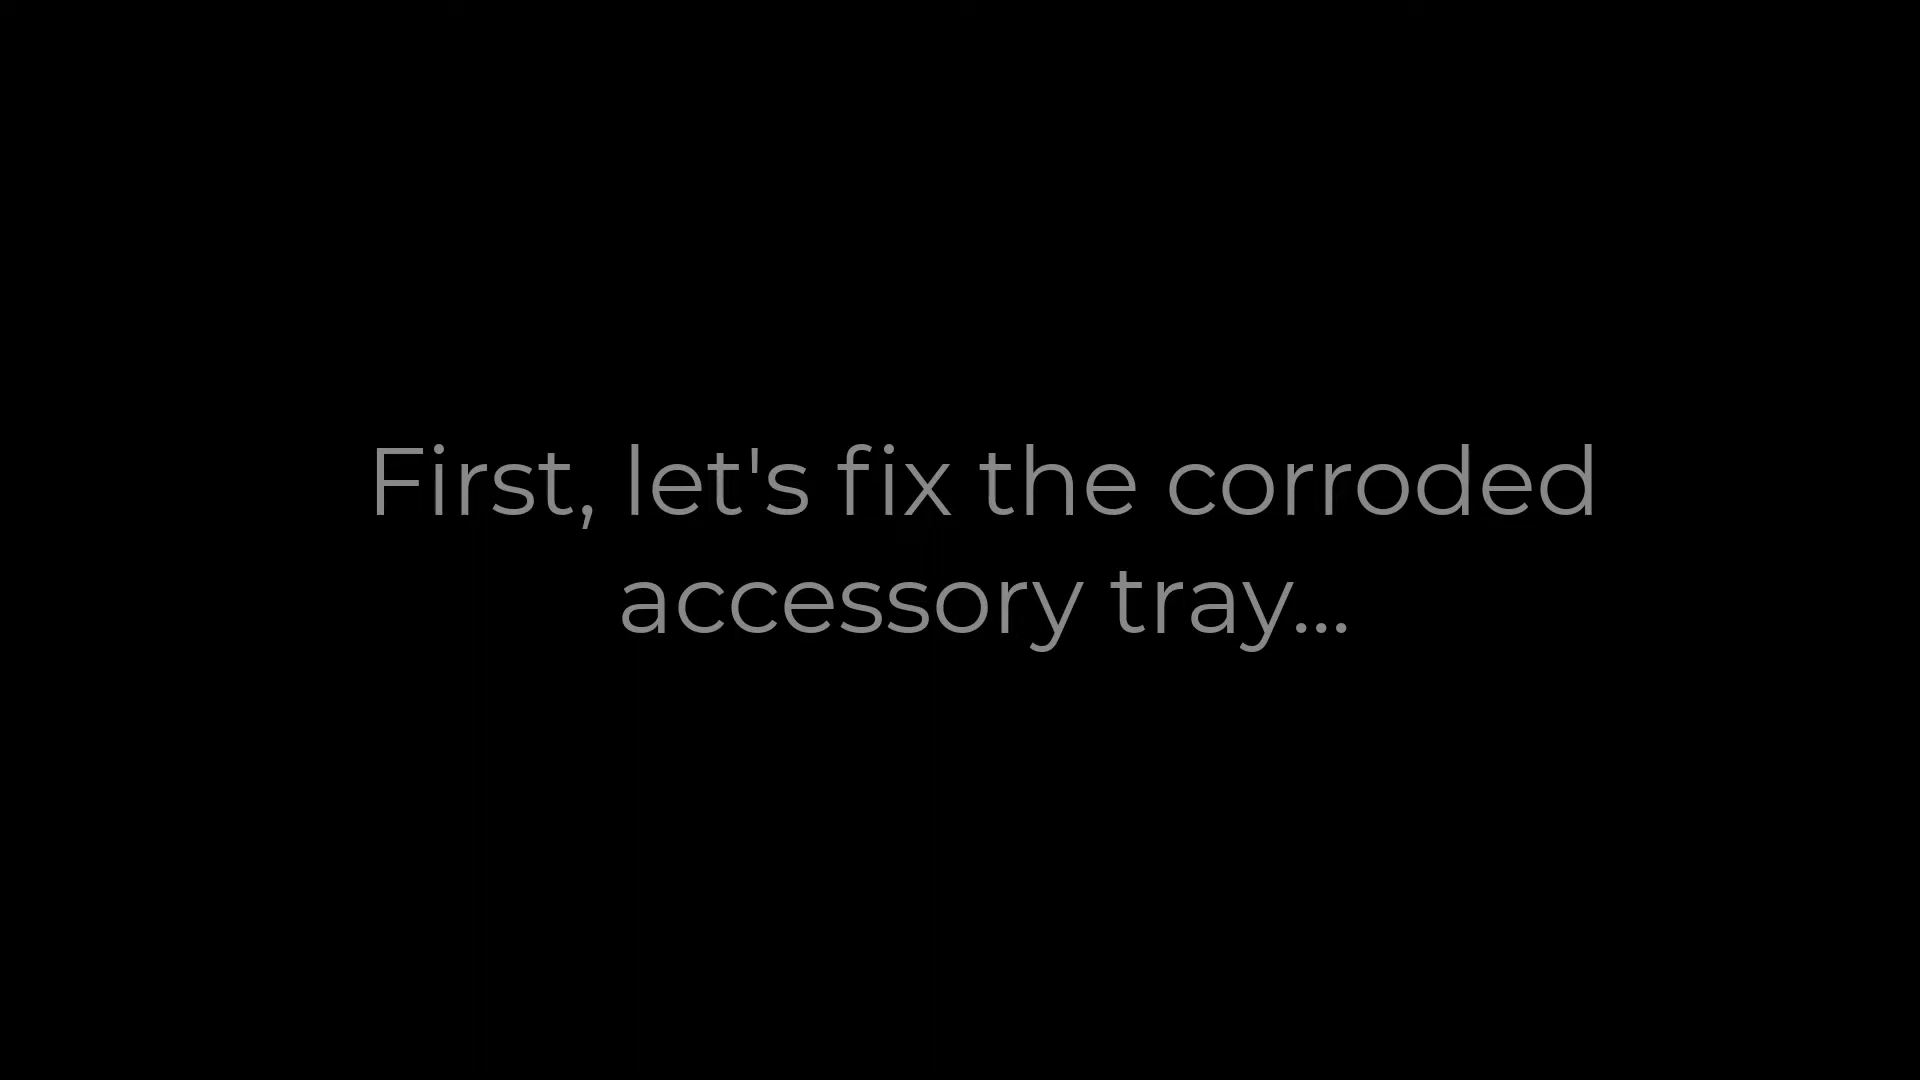 First, let's fix the corroded
accessory tray...